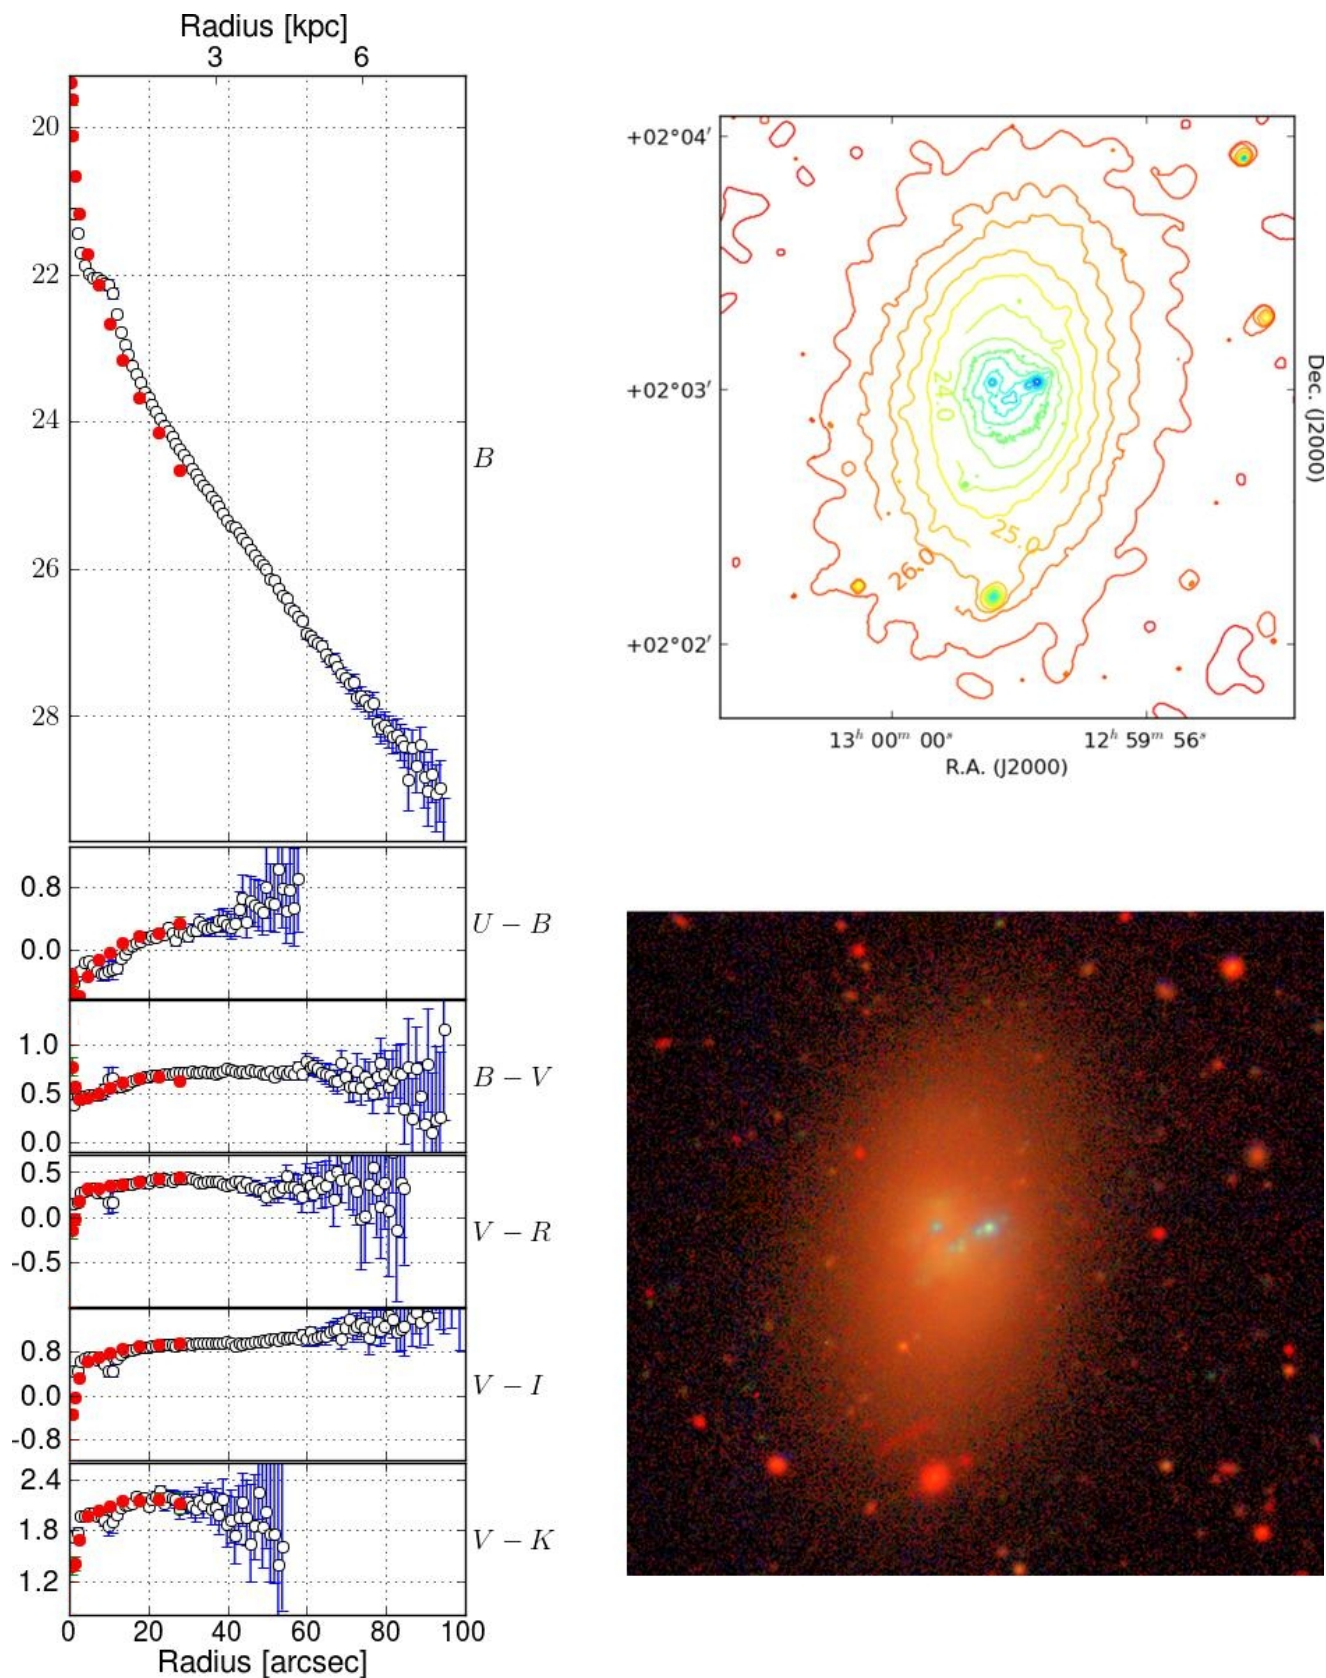 Radius [kpc]
3 6
20
22
24
26
28
B
0.8
0.0
U − B
1.0
0.5
0.0
B − V
0.5
0.0
-0.5
V − R
0.8
0.0
-0.8
V − I
2.4
1.8
1.2
V − K
0 20 40 60 80 100
Radius [arcsec]
+02°04′
+02°03′
+02°02′
24.0
25.0
26.0
Dec. (J2000)
13ʰ 00ᵐ 00ˢ 12ʰ 59ᵐ 56ˢ
R.A. (J2000)